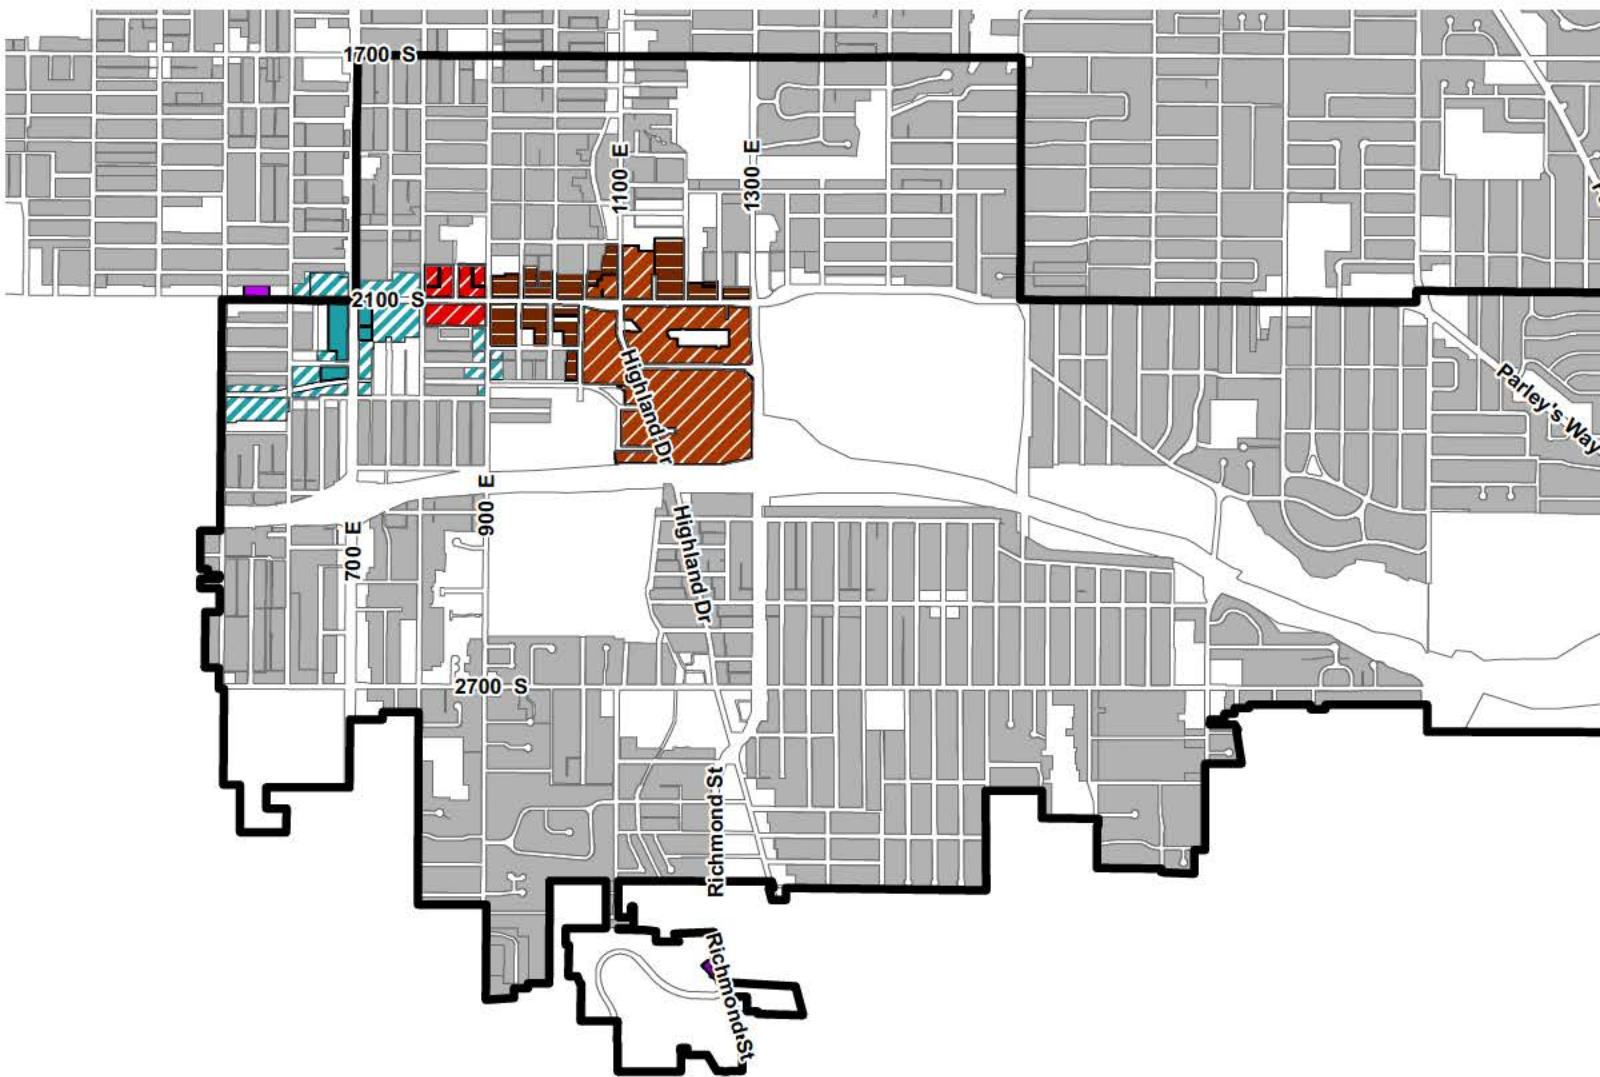 1700 S
1100 E
1300 E
2100 S
Highland Dr
Parley's Way
900 E
700 E
Highland Dr
2700 S
Richmond St
Richmond St